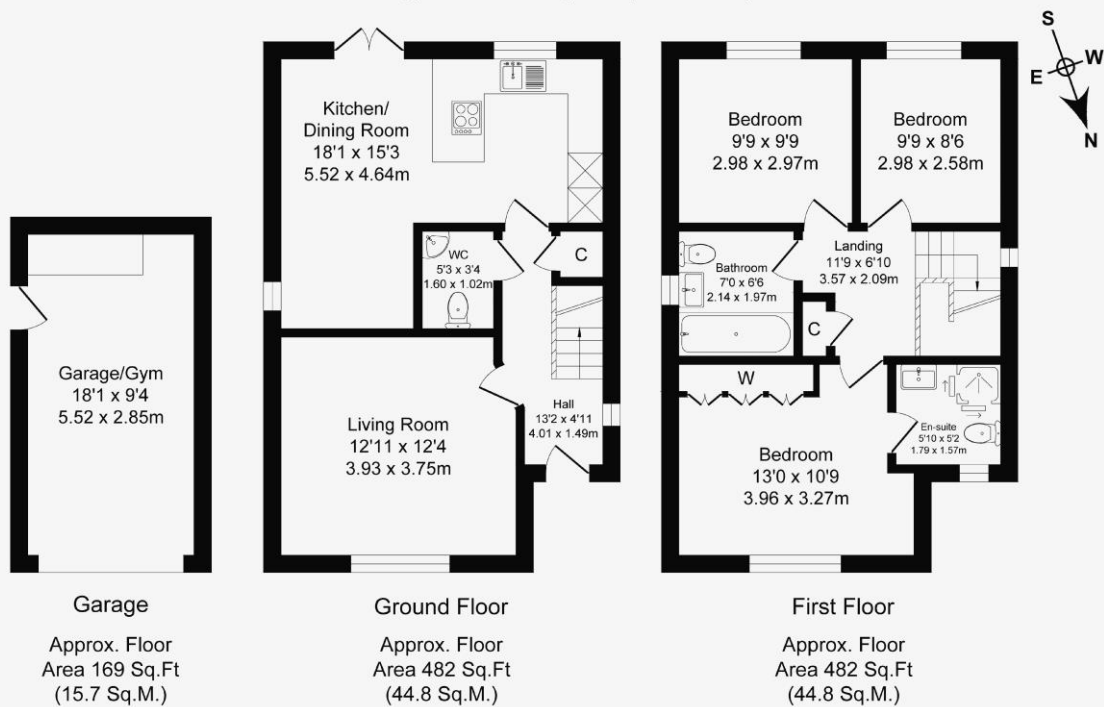 S
W
E
N
Kitchen/
Dining Room
18'1 x 15'3
5.52 x 4.64m
WC
5'3 x 3'4
1.60 x 1.02m
C
Garage/Gym
18'1 x 9'4
5.52 x 2.85m
Living Room
12'11 x 12'4
3.93 x 3.75m
Hall
13'2 x 4'11
4.01 x 1.49m
Bedroom
9'9 x 9'9
2.98 x 2.97m
Bedroom
9'9 x 8'6
2.98 x 2.58m
Landing
11'9 x 6'10
3.57 x 2.09m
Bathroom
7'0 x 6'6
2.14 x 1.97m
C
W
Bedroom
13'0 x 10'9
3.96 x 3.27m
En-suite
5'10 x 5'2
1.79 x 1.57m
Garage
Approx. Floor
Area 169 Sq.Ft
(15.7 Sq.M.)
Ground Floor
Approx. Floor
Area 482 Sq.Ft
(44.8 Sq.M.)
First Floor
Approx. Floor
Area 482 Sq.Ft
(44.8 Sq.M.)